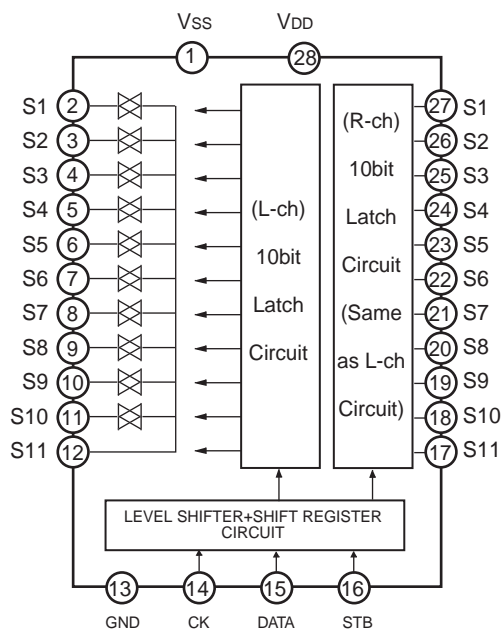 VSS VDD
1 28
S1 2 27 S1
S2 3 26 S2
S3 4 25 S3
S4 5 24 S4
S5 6 23 S5
S6 7 22 S6
S7 8 21 S7
S8 9 20 S8
S9 10 19 S9
S10 11 18 S10
S11 12 17 S11
(L-ch)
10bit
Latch
Circuit
(R-ch)
10bit
Latch
Circuit
(Same
as L-ch
Circuit)
LEVEL SHIFTER+SHIFT REGISTER
CIRCUIT
13 14 15 16
GND CK DATA STB